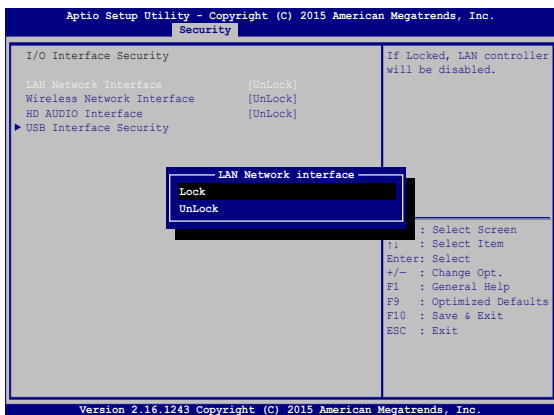 Aptio Setup Utility - Copyright (C) 2015 American Megatrends, Inc.
Security
I/O Interface Security
LAN Network Interface [UnLock]
Wireless Network Interface [UnLock]
HD AUDIO Interface [UnLock]
USB Interface Security
If Locked, LAN controller
will be disabled.
LAN Network interface
Lock
UnLock
: Select Screen
↑↓ : Select Item
Enter: Select
+/— : Change Opt.
F1 : General Help
F9 : Optimized Defaults
F10 : Save & Exit
ESC : Exit
Version 2.16.1243 Copyright (C) 2015 American Megatrends, Inc.